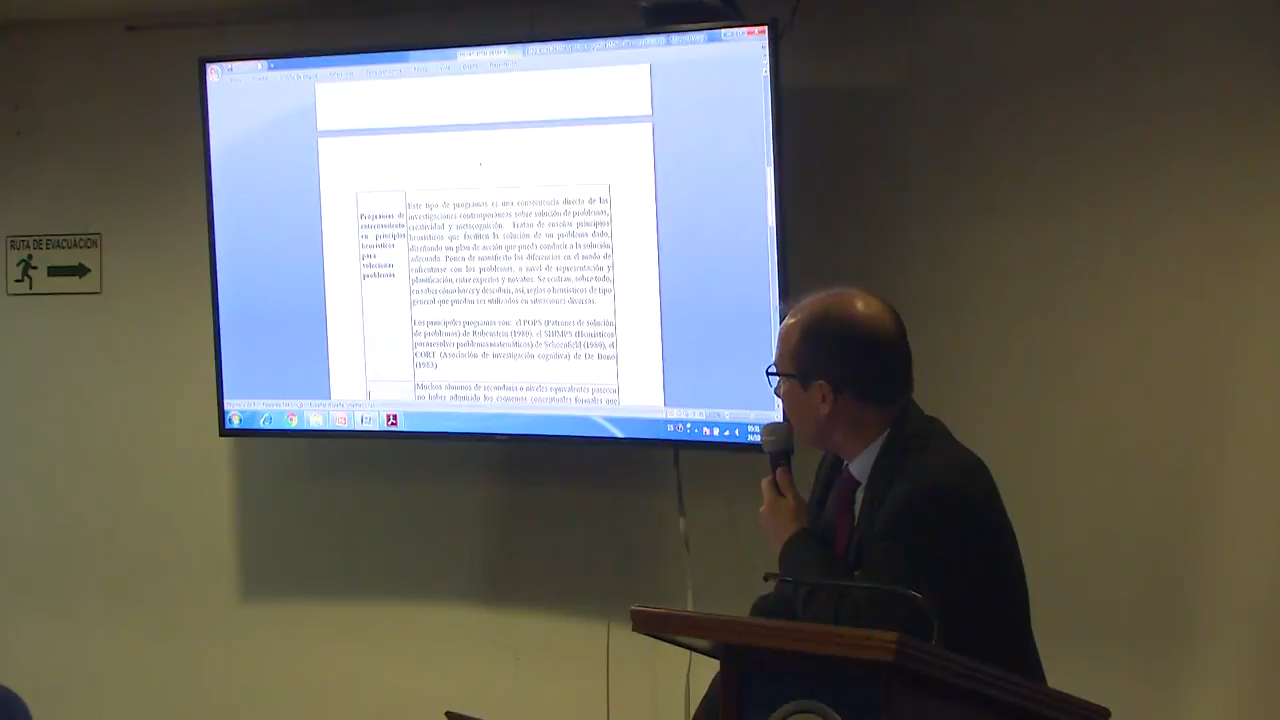 RUTA DE EVACUACIÓN
Programas de
entrenamiento
en principios
heurísticos
para
solucionar
problemas
Este tipo de programas es una consecuencia directa de las
investigaciones contemporáneas sobre solución de problemas,
creatividad y metacognición. Tratan de enseñar principios
heurísticos que faciliten la solución de un problema dado,
diseñando un plan de acción que pueda conducir a la solución
adecuada. Ponen de manifiesto las diferencias en el modo de
enfrentarse con los problemas, a nivel de representación y
planificación, entre expertos y novatos. Se centran, sobre todo,
en saber cómo hacer y descubrir, así, reglas o heurísticos de tipo
general que puedan ser utilizados en situaciones diversas.
Los principales programas son: el POPS (Patrones de solución
de problemas) de Rubenstein (1980), el SHIMPS (Heurísticos
para resolver problemas matemáticos) de Schoenfield (1980), el
CORT (Asociación de investigación cognitiva) de De Bono
(1983)
Muchos alumnos de secundaria o niveles equivalentes parecen
no haber adquirido los esquemas conceptuales formales que
ES